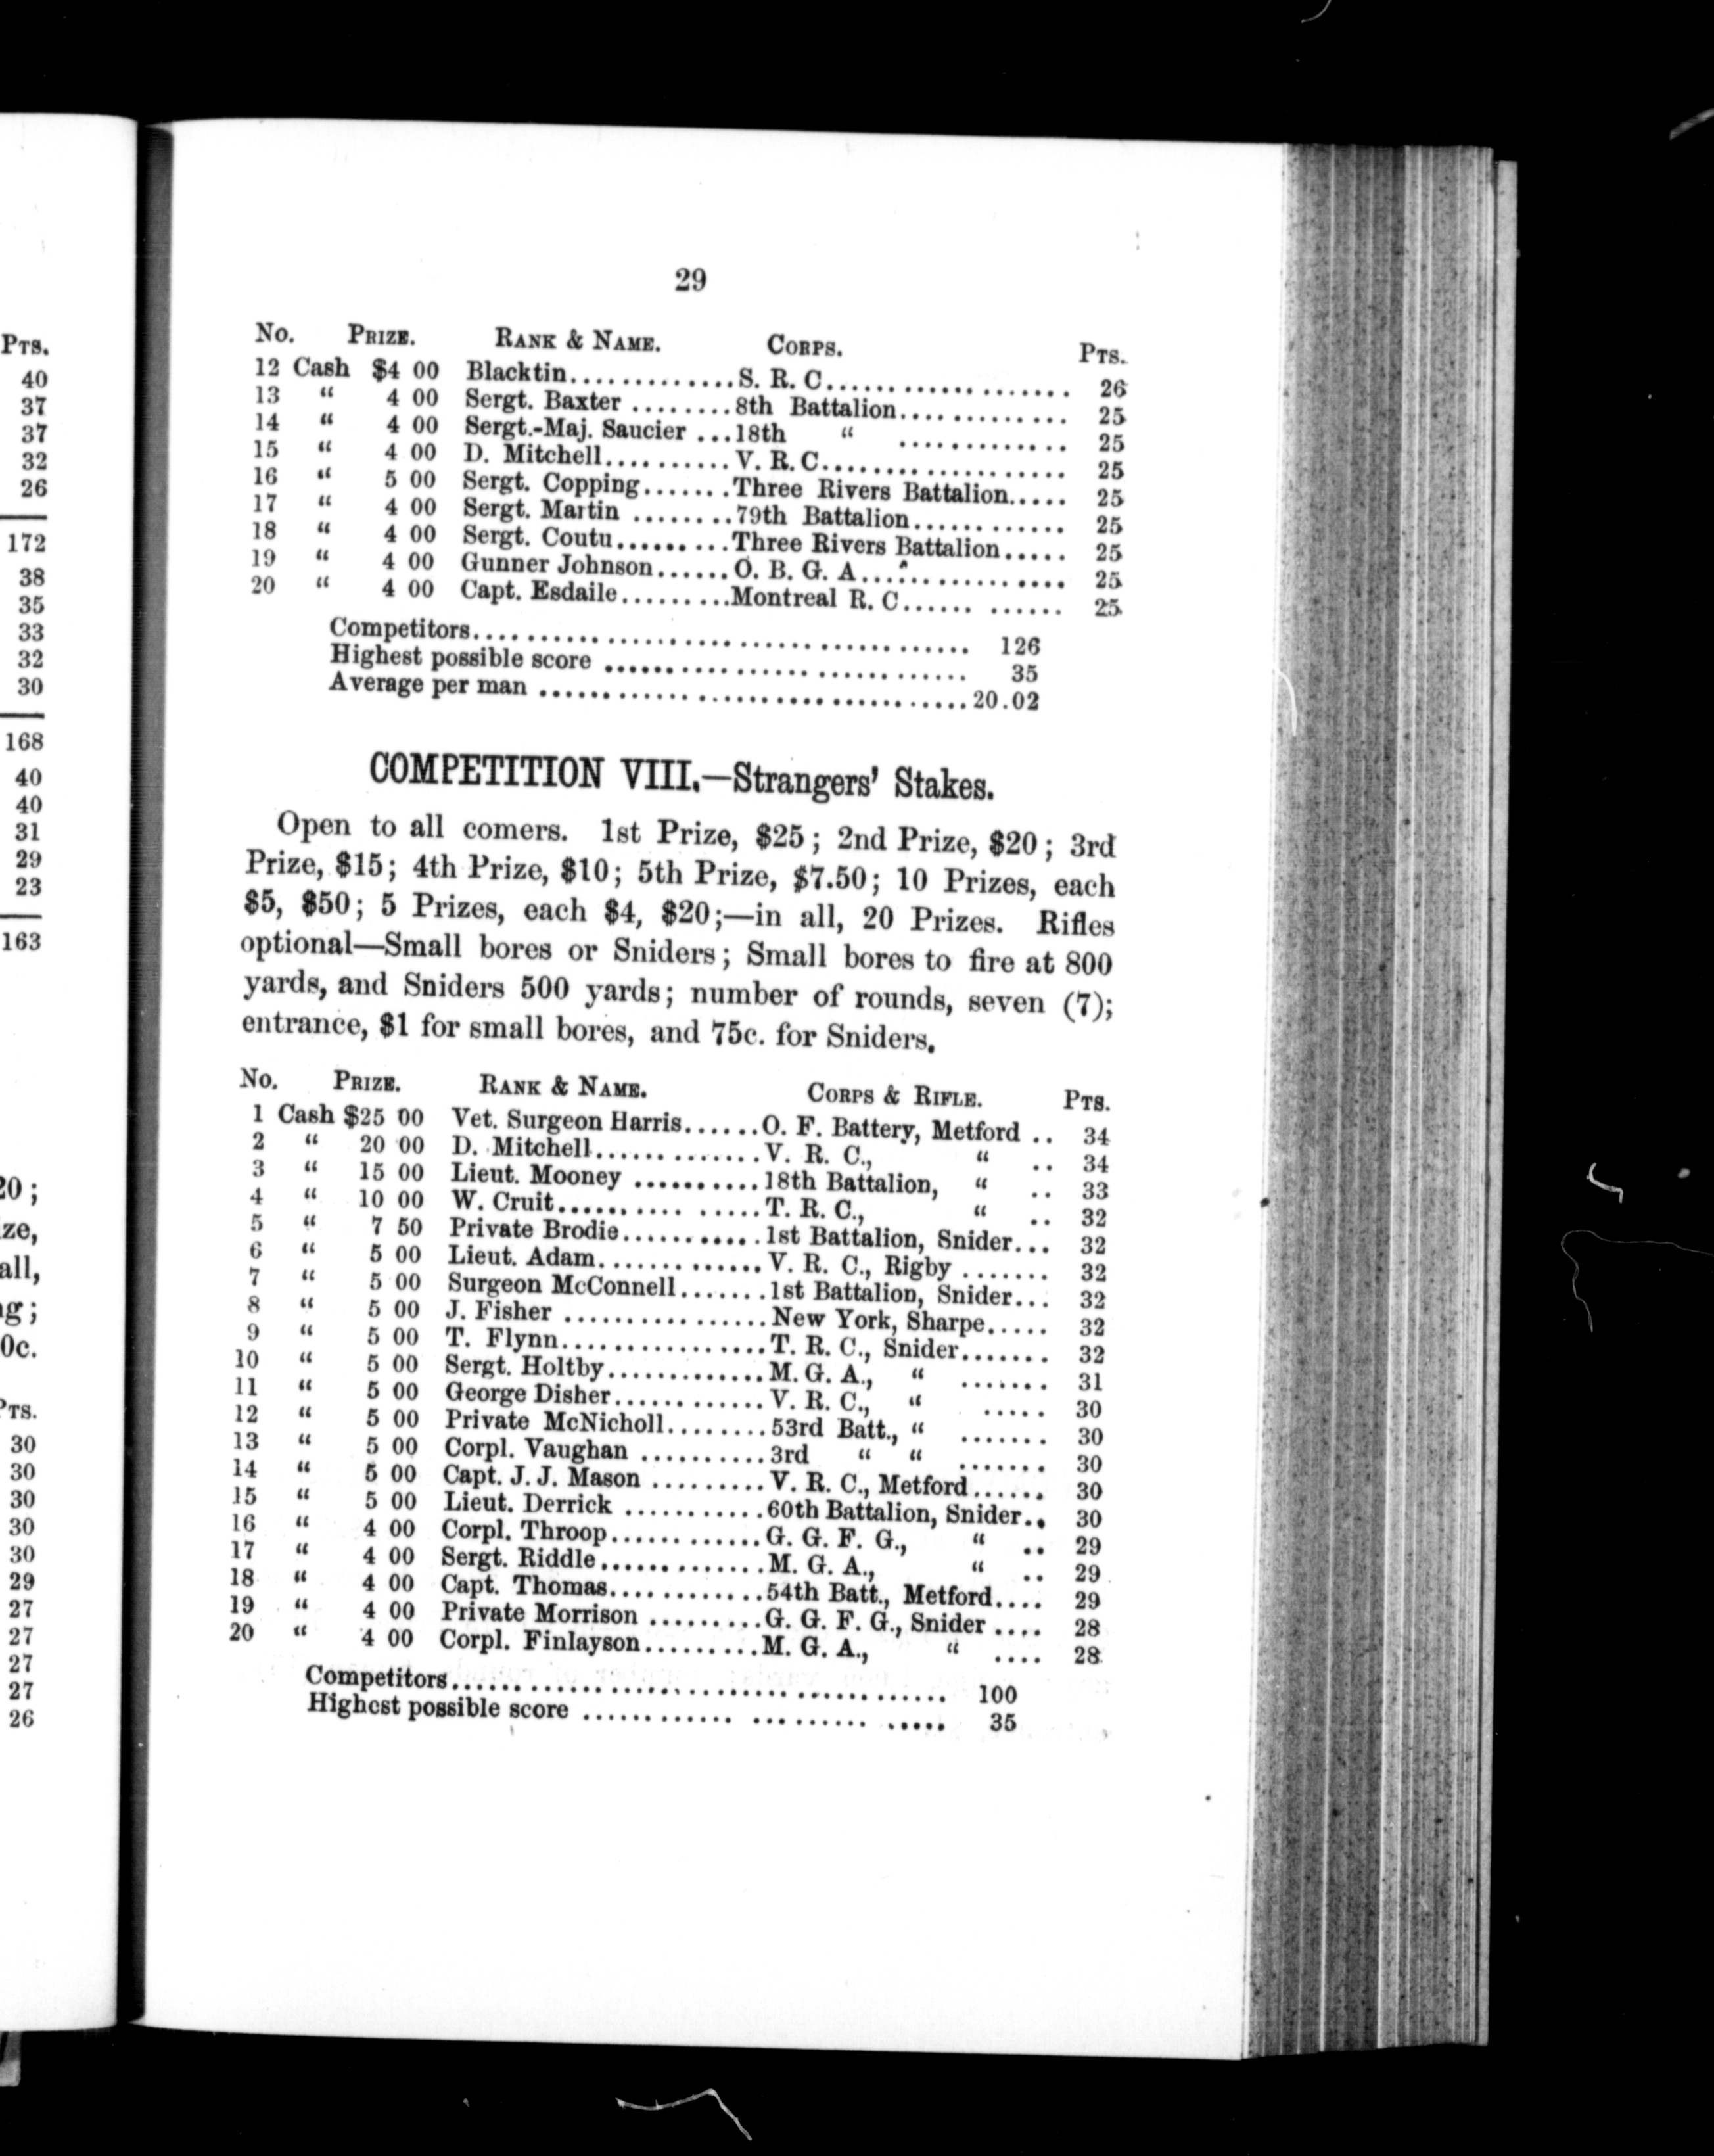 PTS.
40
37
37
32
26
172
38
35
33
32
30
168
40
40
31
29
23
163
20 ;
ze,
all,
g ;
0c.
PTS.
30
30
30
30
30
29
27
27
27
27
26
29
No. PRIZE. RANK & NAME. CORPS. PTS.
12 Cash $4 00 Blacktin.............S. R. C....................... 26
13 “ 4 00 Sergt. Baxter ........8th Battalion............. 25
14 “ 4 00 Sergt.-Maj. Saucier ...18th “ ............. 25
15 “ 4 00 D. Mitchell..........V. R. C.................... 25
16 “ 5 00 Sergt. Copping.......Three Rivers Battalion..... 25
17 “ 4 00 Sergt. Martin ........79th Battalion............ 25
18 “ 4 00 Sergt. Coutu.........Three Rivers Battalion..... 25
19 “ 4 00 Gunner Johnson......O. B. G. A.................. 25
20 “ 4 00 Capt. Esdaile.........Montreal R. C...... ...... 25
Competitors...................................... 126
Highest possible score ........................... 35
Average per man ................................20.02
COMPETITION VIII.—Strangers' Stakes.
Open to all comers. 1st Prize, $25 ; 2nd Prize, $20 ; 3rd
Prize, $15 ; 4th Prize, $10 ; 5th Prize, $7.50 ; 10 Prizes, each
$5, $50 ; 5 Prizes, each $4, $20 ;—in all, 20 Prizes. Rifles
optional—Small bores or Sniders ; Small bores to fire at 800
yards, and Sniders 500 yards ; number of rounds, seven (7);
entrance, $1 for small bores, and 75c. for Sniders.
No. PRIZE. RANK & NAME. CORPS & RIFLE. PTS.
1 Cash $25 00 Vet. Surgeon Harris......O. F. Battery, Metford .. 34
2 “ 20 00 D. Mitchell.............V. R. C., “ .. 34
3 “ 15 00 Lieut. Mooney ..........18th Battalion, “ .. 33
4 “ 10 00 W. Cruit....... ......T. R. C., “ .. 32
5 “ 7 50 Private Brodie...........1st Battalion, Snider... 32
6 “ 5 00 Lieut. Adam.............V. R. C., Rigby ....... 32
7 “ 5 00 Surgeon McConnell.......1st Battalion, Snider... 32
8 “ 5 00 J. Fisher ................New York, Sharpe..... 32
9 “ 5 00 T. Flynn................T. R. C., Snider....... 32
10 “ 5 00 Sergt. Holtby............M. G. A., “ ....... 31
11 “ 5 00 George Disher............V. R. C., “ ..... 30
12 “ 5 00 Private McNicholl........53rd Batt., “ ....... 30
13 “ 5 00 Corpl. Vaughan ..........3rd “ “ ....... 30
14 “ 5 00 Capt. J. J. Mason .........V. R. C., Metford...... 30
15 “ 5 00 Lieut. Derrick ...........60th Battalion, Snider.. 30
16 “ 4 00 Corpl. Throop............G. G. F. G., “ .. 29
17 “ 4 00 Sergt. Riddle.............M. G. A., “ .. 29
18 “ 4 00 Capt. Thomas............54th Batt., Metford.... 29
19 “ 4 00 Private Morrison .........G. G. F. G., Snider .... 28
20 “ 4 00 Corpl. Finlayson.........M. G. A., “ .... 28
Competitors...................................... 100
Highest possible score ............ ......... ..... 35